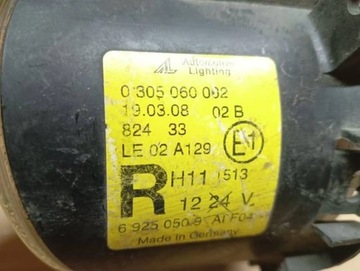 Automotive
Lighting
0 305 060 002
19.03.08 02 B
824 33
LE 02 A129 E1
R H11 1513
12 24 V
6 925 050.9 AL F04
Made in Germany